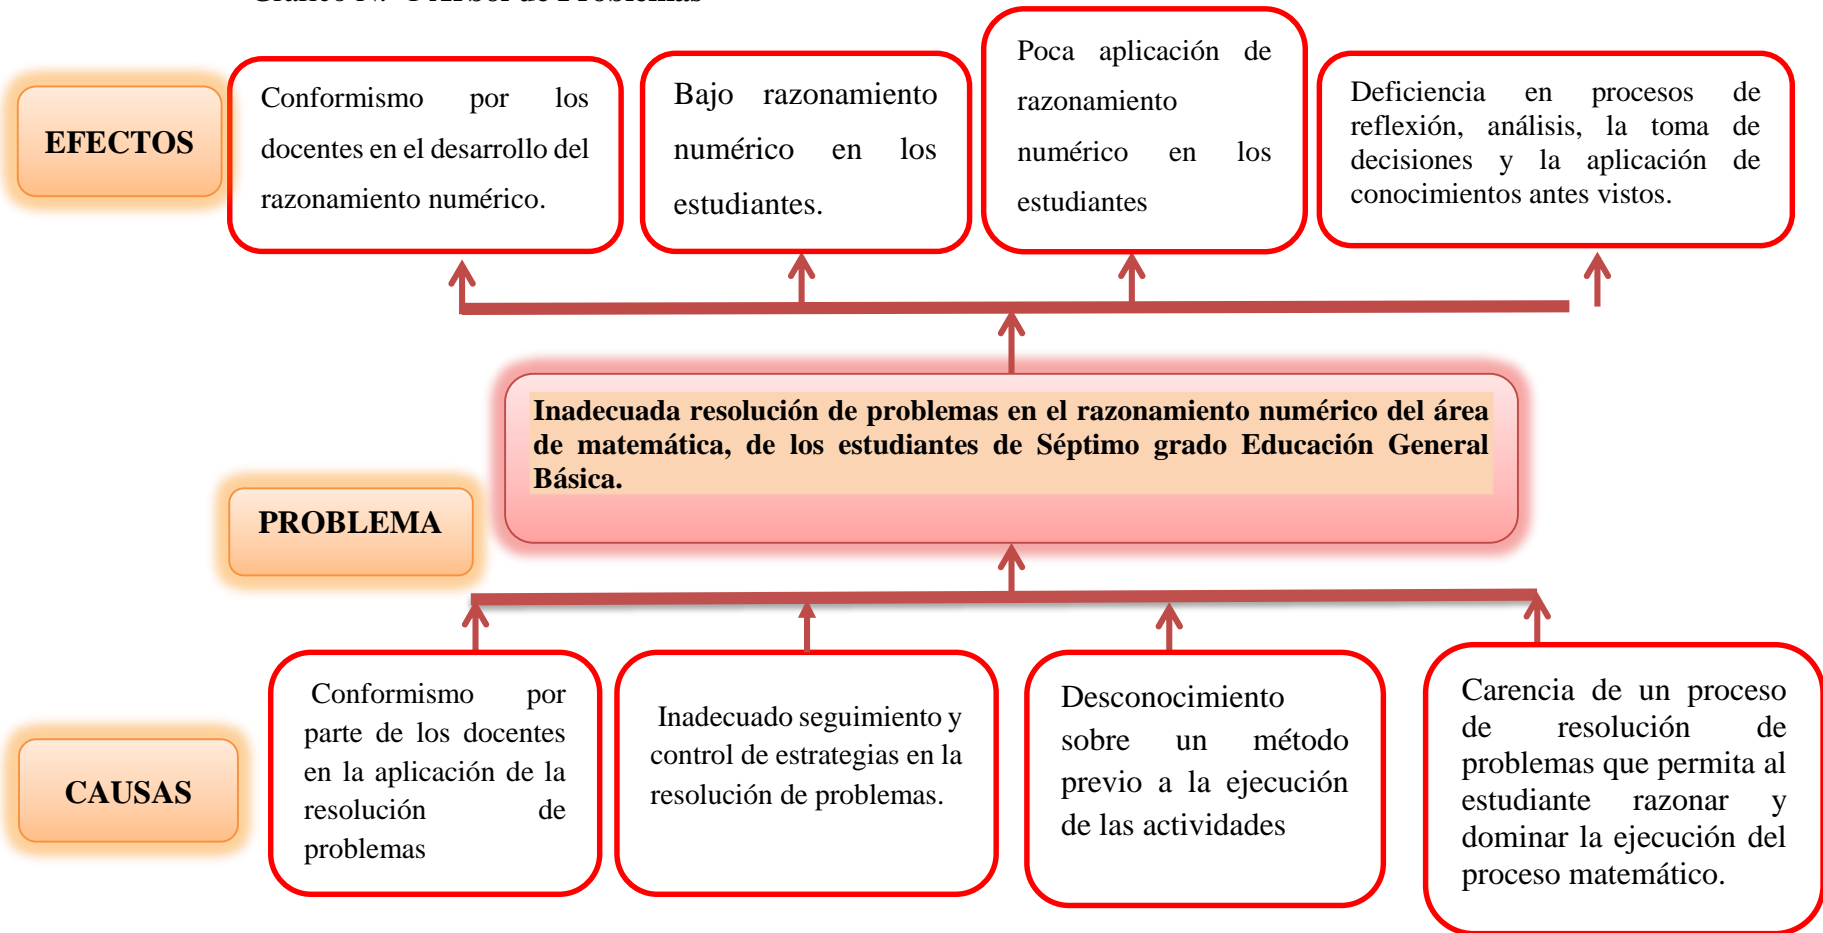 EFECTOS
Conformismo por los
docentes en el desarrollo del
razonamiento numérico.
Bajo razonamiento
numérico en los
estudiantes.
Poca aplicación de
razonamiento
numérico en los
estudiantes
Deficiencia en procesos de
reflexión, análisis, la toma de
decisiones y la aplicación de
conocimientos antes vistos.
Inadecuada resolución de problemas en el razonamiento numérico del área
de matemática, de los estudiantes de Séptimo grado Educación General
Básica.
PROBLEMA
CAUSAS
Conformismo por
parte de los docentes
en la aplicación de la
resolución de
problemas
Inadecuado seguimiento y
control de estrategias en la
resolución de problemas.
Desconocimiento
sobre un método
previo a la ejecución
de las actividades
Carencia de un proceso
de resolución de
problemas que permita al
estudiante razonar y
dominar la ejecución del
proceso matemático.